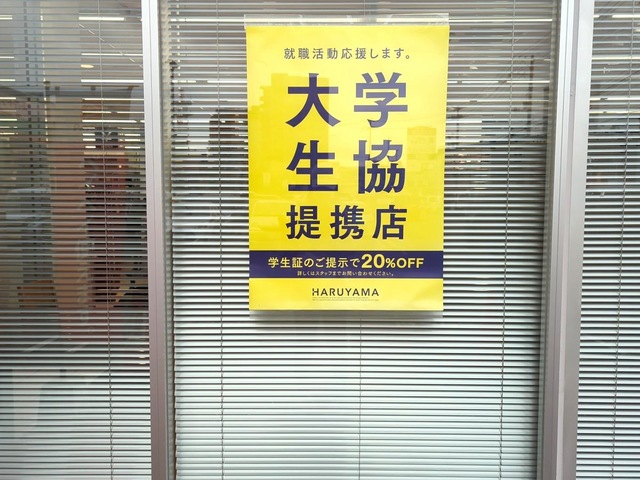 就職活動応援します。
大学
生協
提携店
学生証のご提示で20%OFF
詳しくはスタッフまでお問い合わせください。
HARUYAMA